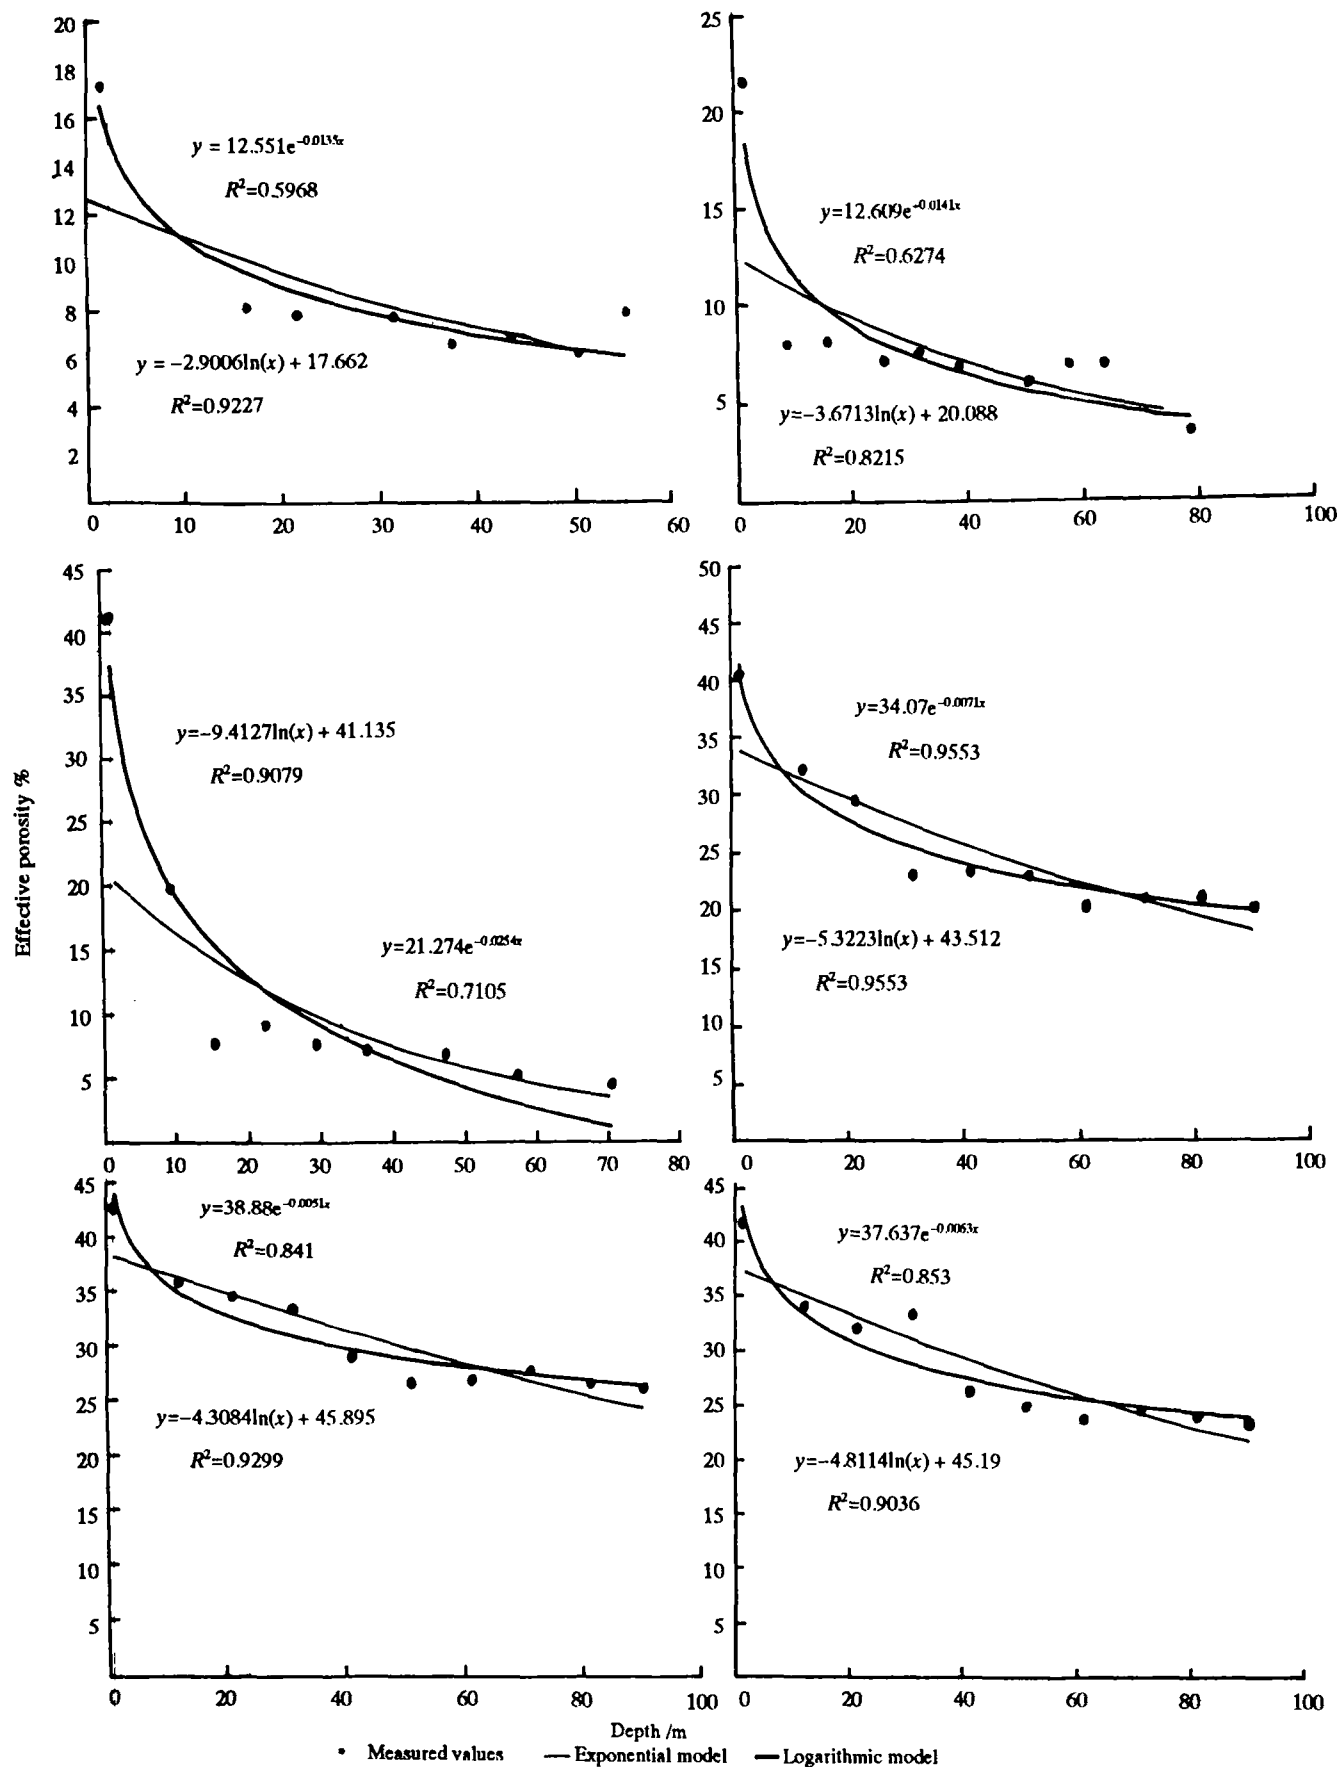 20
18
16
14
12
10
8
6
4
2
y = 12.551e^{-0.0135x}
R²=0.5968
y = -2.9006ln(x) + 17.662
R²=0.9227
0 10 20 30 40 50 60
25
20
15
10
5
y=12.609e^{-0.0141x}
R²=0.6274
y=-3.6713ln(x) + 20.088
R²=0.8215
0 20 40 60 80 100
Effective porosity %
45
40
35
30
25
20
15
10
5
y=-9.4127ln(x) + 41.135
R²=0.9079
y=21.274e^{-0.0254x}
R²=0.7105
0 10 20 30 40 50 60 70 80
50
45
40
35
30
25
20
15
10
5
y=34.07e^{-0.0071x}
R²=0.9553
y=-5.3223ln(x) + 43.512
R²=0.9553
0 20 40 60 80 100
45
40
35
30
25
20
15
10
5
y=38.88e^{-0.0051x}
R²=0.841
y=-4.3084ln(x) + 45.895
R²=0.9299
0 20 40 60 80 100
45
40
35
30
25
20
15
10
5
y=37.637e^{-0.0063x}
R²=0.853
y=-4.8114ln(x) + 45.19
R²=0.9036
0 20 40 60 80 100
Depth /m
Measured values Exponential model Logarithmic model